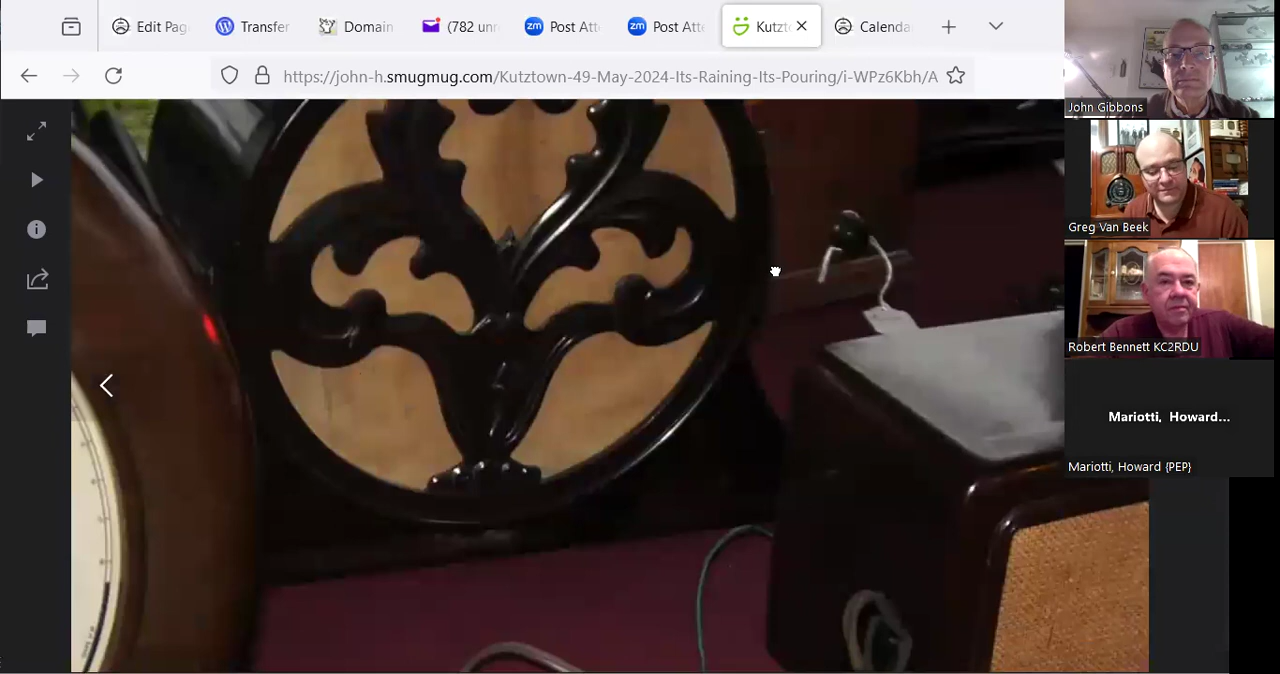 Edit Pag
Transfer
Domain
(782 unr
zm
Post Att
zm
Post Att
Kutzt
Calenda
https://john-h.smugmug.com/Kutztown-49-May-2024-Its-Raining-Its-Pouring/i-WPz6Kbh/A
John Gibbons
Greg Van Beek
Robert Bennett KC2RDU
Mariotti, Howard...
Mariotti, Howard {PEP}